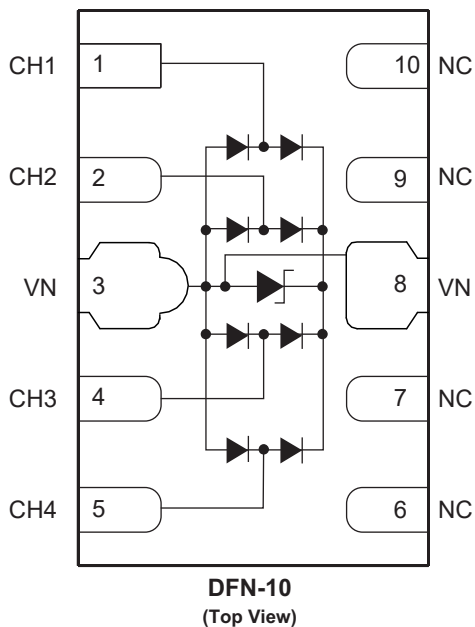 CH1 1 10 NC
CH2 2 9 NC
VN 3 8 VN
CH3 4 7 NC
CH4 5 6 NC
DFN-10
(Top View)